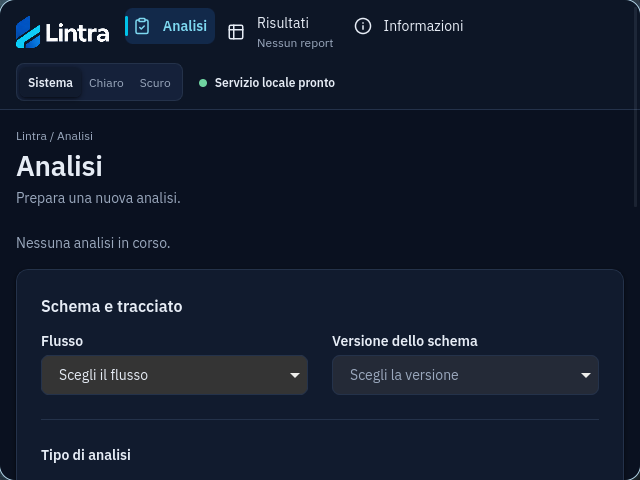 Lintra
Analisi
Risultati
Nessun report
Informazioni
Sistema
Chiaro
Scuro
Servizio locale pronto
Lintra / Analisi
Analisi
Prepara una nuova analisi.
Nessuna analisi in corso.
Schema e tracciato
Flusso
Versione dello schema
Scegli il flusso
Scegli la versione
Tipo di analisi